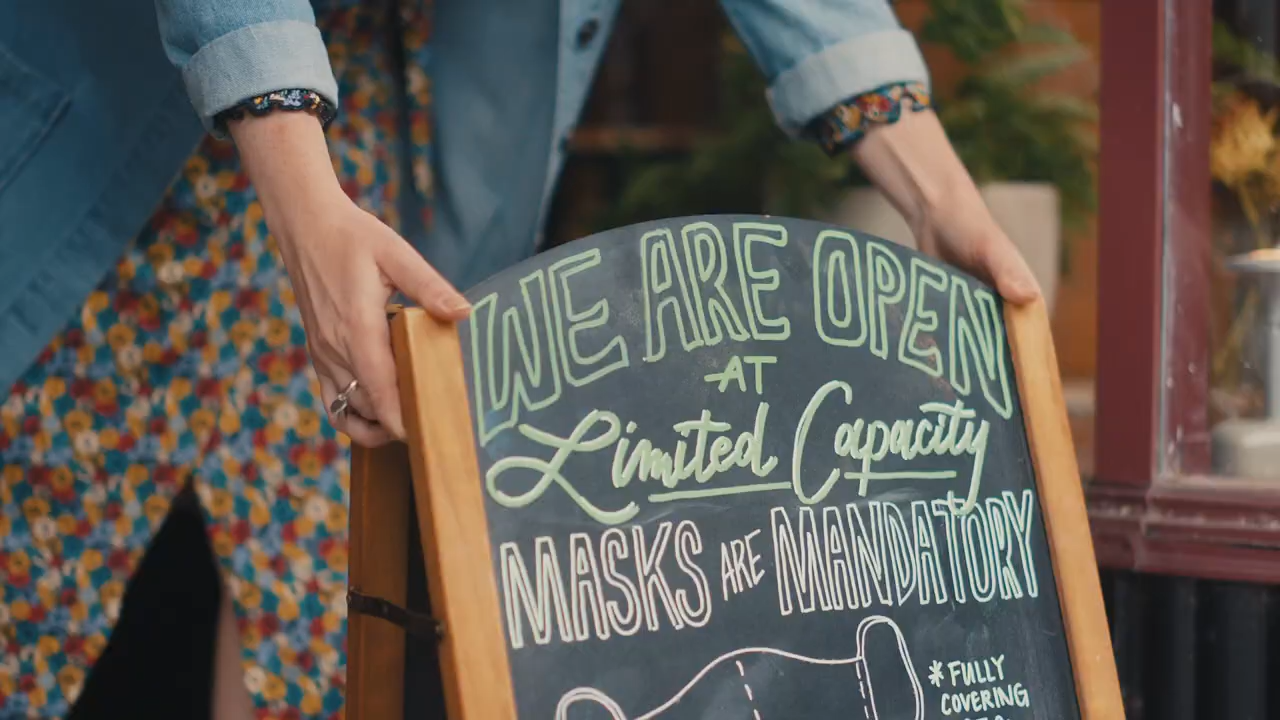 WE ARE OPEN
AT
Limited Capacity
MASKS ARE MANDATORY
* FULLY
COVERING